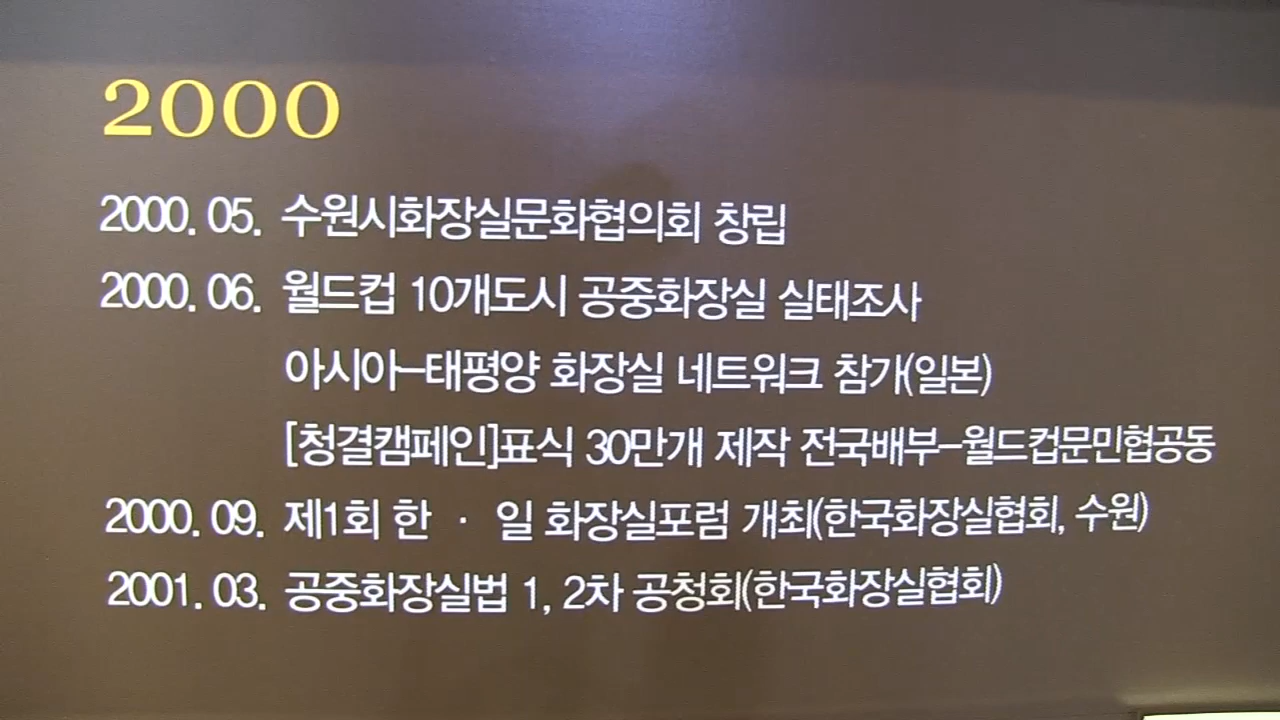 2000
2000. 05. 수원시화장실문화협의회 창립
2000. 06. 월드컵 10개도시 공중화장실 실태조사
아시아-태평양 화장실 네트워크 참가(일본)
[청결캠페인]표식 30만개 제작 전국배부-월드컵문민협공동
2000. 09. 제1회 한 · 일 화장실포럼 개최(한국화장실협회, 수원)
2001. 03. 공중화장실법 1, 2차 공청회(한국화장실협회)